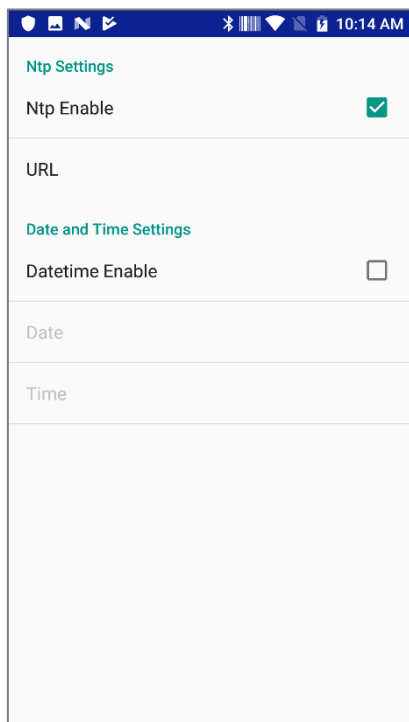 10:14 AM
Ntp Settings
Ntp Enable
URL
Date and Time Settings
Datetime Enable
Date
Time